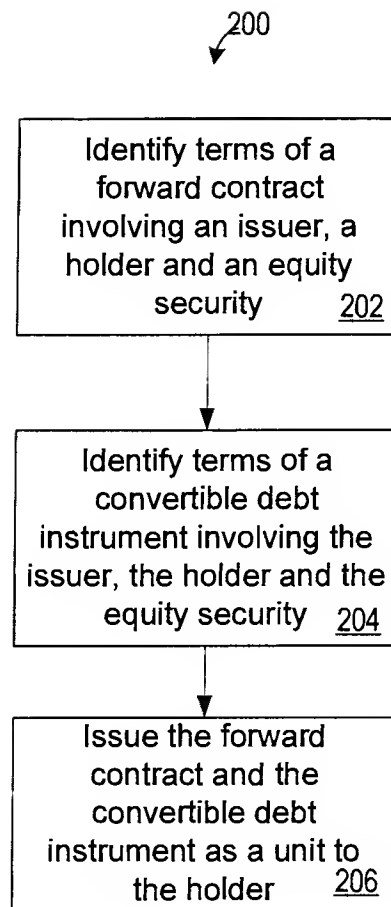 200
Identify terms of a
forward contract
involving an issuer, a
holder and an equity
security 202
Identify terms of a
convertible debt
instrument involving the
issuer, the holder and the
equity security 204
Issue the forward
contract and the
convertible debt
instrument as a unit to
the holder 206